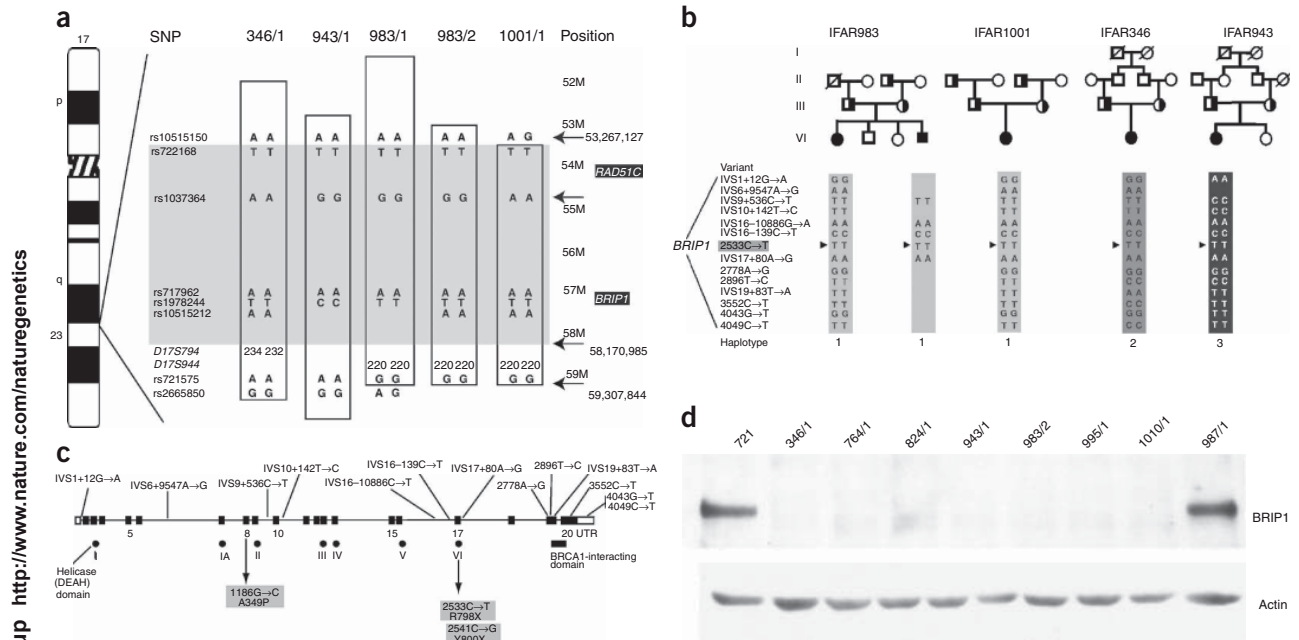 up http://www.nature.com/naturegenetics
a
17
SNP 346/1 943/1 983/1 983/2 1001/1 Position
p
q
23
52M
53M
rs10515150 A A A A A A A A A G 53,267,127
rs722168 T T T T T T T T T T
54M
RAD51C
rs1037364 A A G G G G G G A A
55M
56M
57M
rs717962 A A A A A A A A A A
BRIP1
rs1978244 T T C C T T T T T T
rs10515212 A A A A A A
58M
58,170,985
D17S794 234 232
D17S944 220 220 220 220 220 220
59M
rs721575 A A A A G G G G G G
59,307,844
rs2665850 G G G G A G
b
IFAR983 IFAR1001 IFAR346 IFAR943
I
II
III
VI
Variant
IVS1+12G→A G G G G G G A A
IVS6+9547A→G
IVS9+536C→T
IVS10+142T→C
IVS16–10886G→A
IVS16–139C→T
BRIP1
2533C→T
IVS17+80A→G
2778A→G
2896T→C
IVS19+83T→A
3552C→T
4043G→T
4049C→T
Haplotype 1 1 1 2 3
c
IVS1+12G→A
IVS6+9547A→G
IVS9+536C→T
IVS10+142T→C
IVS16–10886C→T
IVS16–139C→T
IVS17+80A→G
2778A→G
2896T→C
IVS19+83T→A
3552C→T
4043G→T
4049C→T
5 8 10 15 17 20 UTR
I IA II III IV V VI
Helicase
(DEAH)
domain
BRCA1-interacting
domain
1186G→C
A349P
2533C→T
R798X
2541C→G
Y800X
d
721 346/1 764/1 824/1 943/1 983/2 995/1 1010/1 987/1
BRIP1
Actin